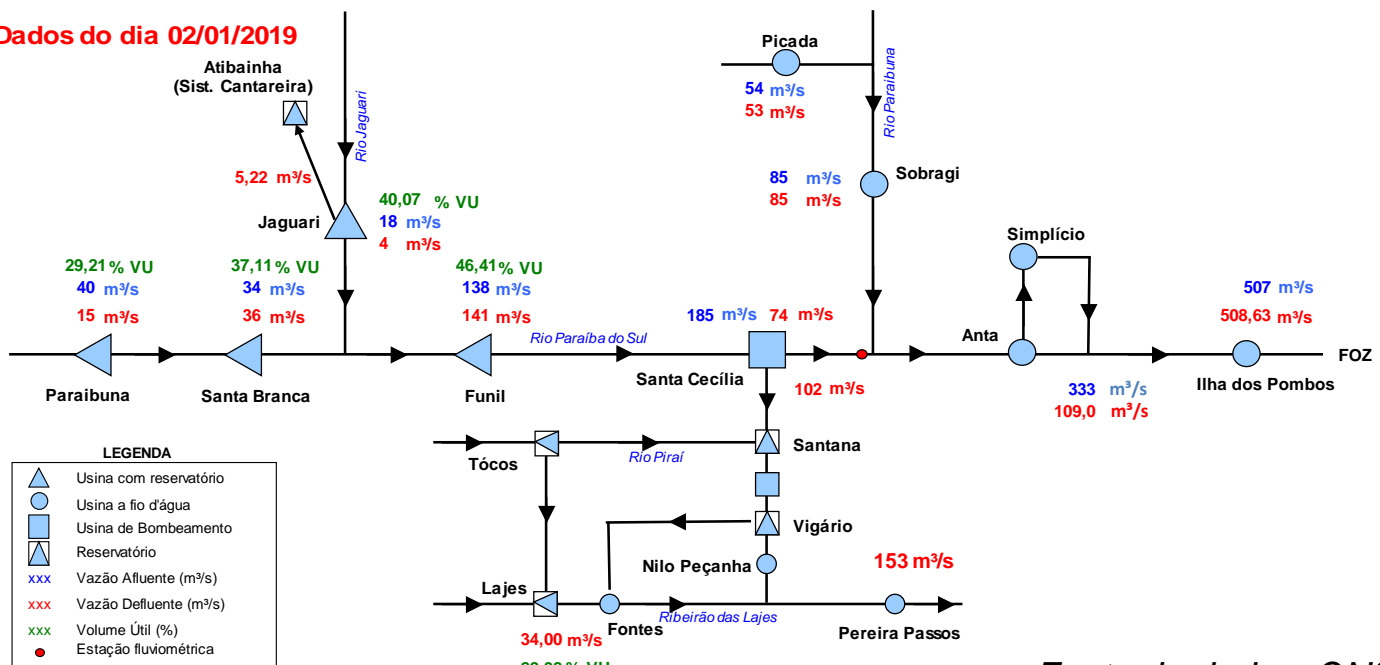 Dados do dia 02/01/2019
Atibainha
(Sist. Cantareira)
Rio Jaguari
5,22 m³/s
Jaguari
40,07 % VU
18 m³/s
4 m³/s
Picada
54 m³/s
53 m³/s
Rio Paraibuna
85 m³/s
85 m³/s
Sobragi
29,21 % VU
40 m³/s
15 m³/s
Paraibuna
37,11 % VU
34 m³/s
36 m³/s
Santa Branca
46,41 % VU
138 m³/s
141 m³/s
Funil
Rio Paraíba do Sul
185 m³/s 74 m³/s
Santa Cecília
102 m³/s
Simplício
Anta
333 m³/s
109,0 m³/s
507 m³/s
508,63 m³/s
Ilha dos Pombos
FOZ
Tócos
Rio Piraí
Santana
Vigário
Nilo Peçanha
153 m³/s
Lajes
Fontes
Ribeirão das Lajes
Pereira Passos
34,00 m³/s
LEGENDA
Usina com reservatório
Usina a fio d'água
Usina de Bombeamento
Reservatório
xxx Vazão Afluente (m³/s)
xxx Vazão Defluente (m³/s)
xxx Volume Útil (%)
Estação fluviométrica